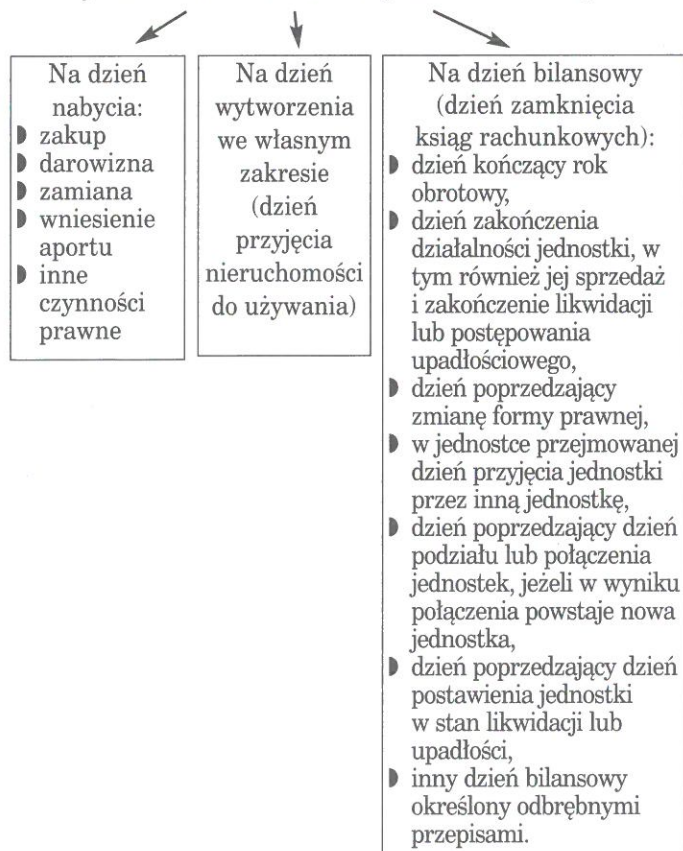 Na dzień
nabycia:
◗ zakup
◗ darowizna
◗ zamiana
◗ wniesienie
aportu
◗ inne
czynności
prawne
Na dzień
wytworzenia
we własnym
zakresie
(dzień
przyjęcia
nieruchomości
do używania)
Na dzień bilansowy
(dzień zamknięcia
ksiąg rachunkowych):
◗ dzień kończący rok
obrotowy,
◗ dzień zakończenia
działalności jednostki, w
tym również jej sprzedaż
i zakończenie likwidacji
lub postępowania
upadłościowego,
◗ dzień poprzedzający
zmianę formy prawnej,
◗ w jednostce przejmowanej
dzień przyjęcia jednostki
przez inną jednostkę,
◗ dzień poprzedzający dzień
podziału lub połączenia
jednostek, jeżeli w wyniku
połączenia powstaje nowa
jednostka,
◗ dzień poprzedzający dzień
postawienia jednostki
w stan likwidacji lub
upadłości,
◗ inny dzień bilansowy
określony odbrębnymi
przepisami.